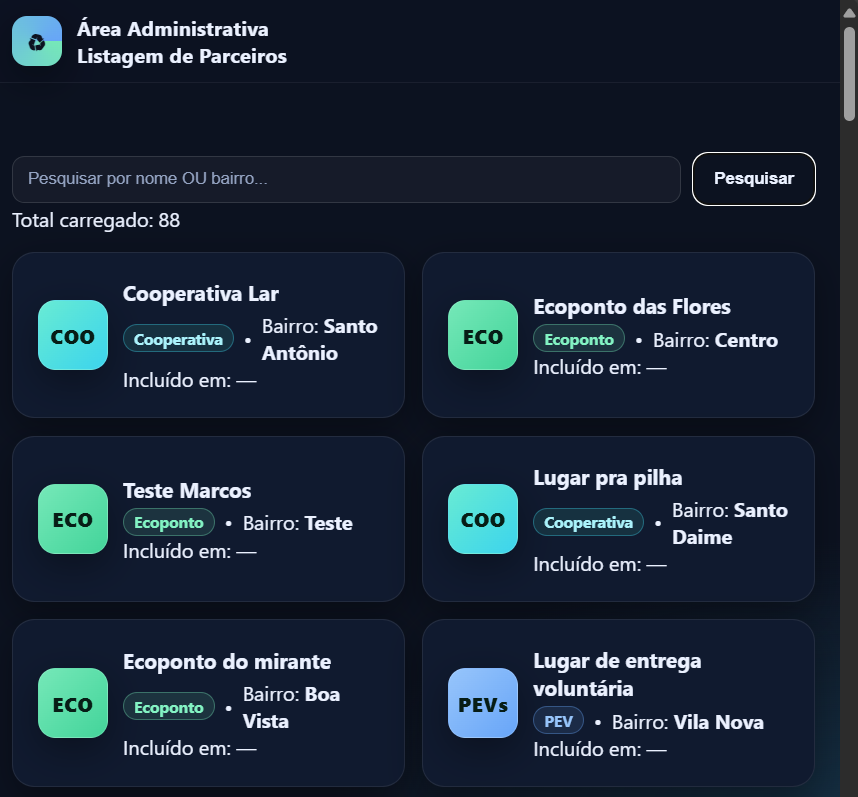 Área Administrativa
Listagem de Parceiros
Pesquisar por nome OU bairro...
Pesquisar
Total carregado: 88
COO
Cooperativa Lar
Cooperativa • Bairro: Santo
Antônio
Incluído em: —
ECO
Ecoponto das Flores
Ecoponto • Bairro: Centro
Incluído em: —
ECO
Teste Marcos
Ecoponto • Bairro: Teste
Incluído em: —
COO
Lugar pra pilha
Cooperativa • Bairro: Santo
Daime
Incluído em: —
ECO
Ecoponto do mirante
Ecoponto • Bairro: Boa
Vista
Incluído em: —
PEVs
Lugar de entrega
voluntária
PEV • Bairro: Vila Nova
Incluído em: —